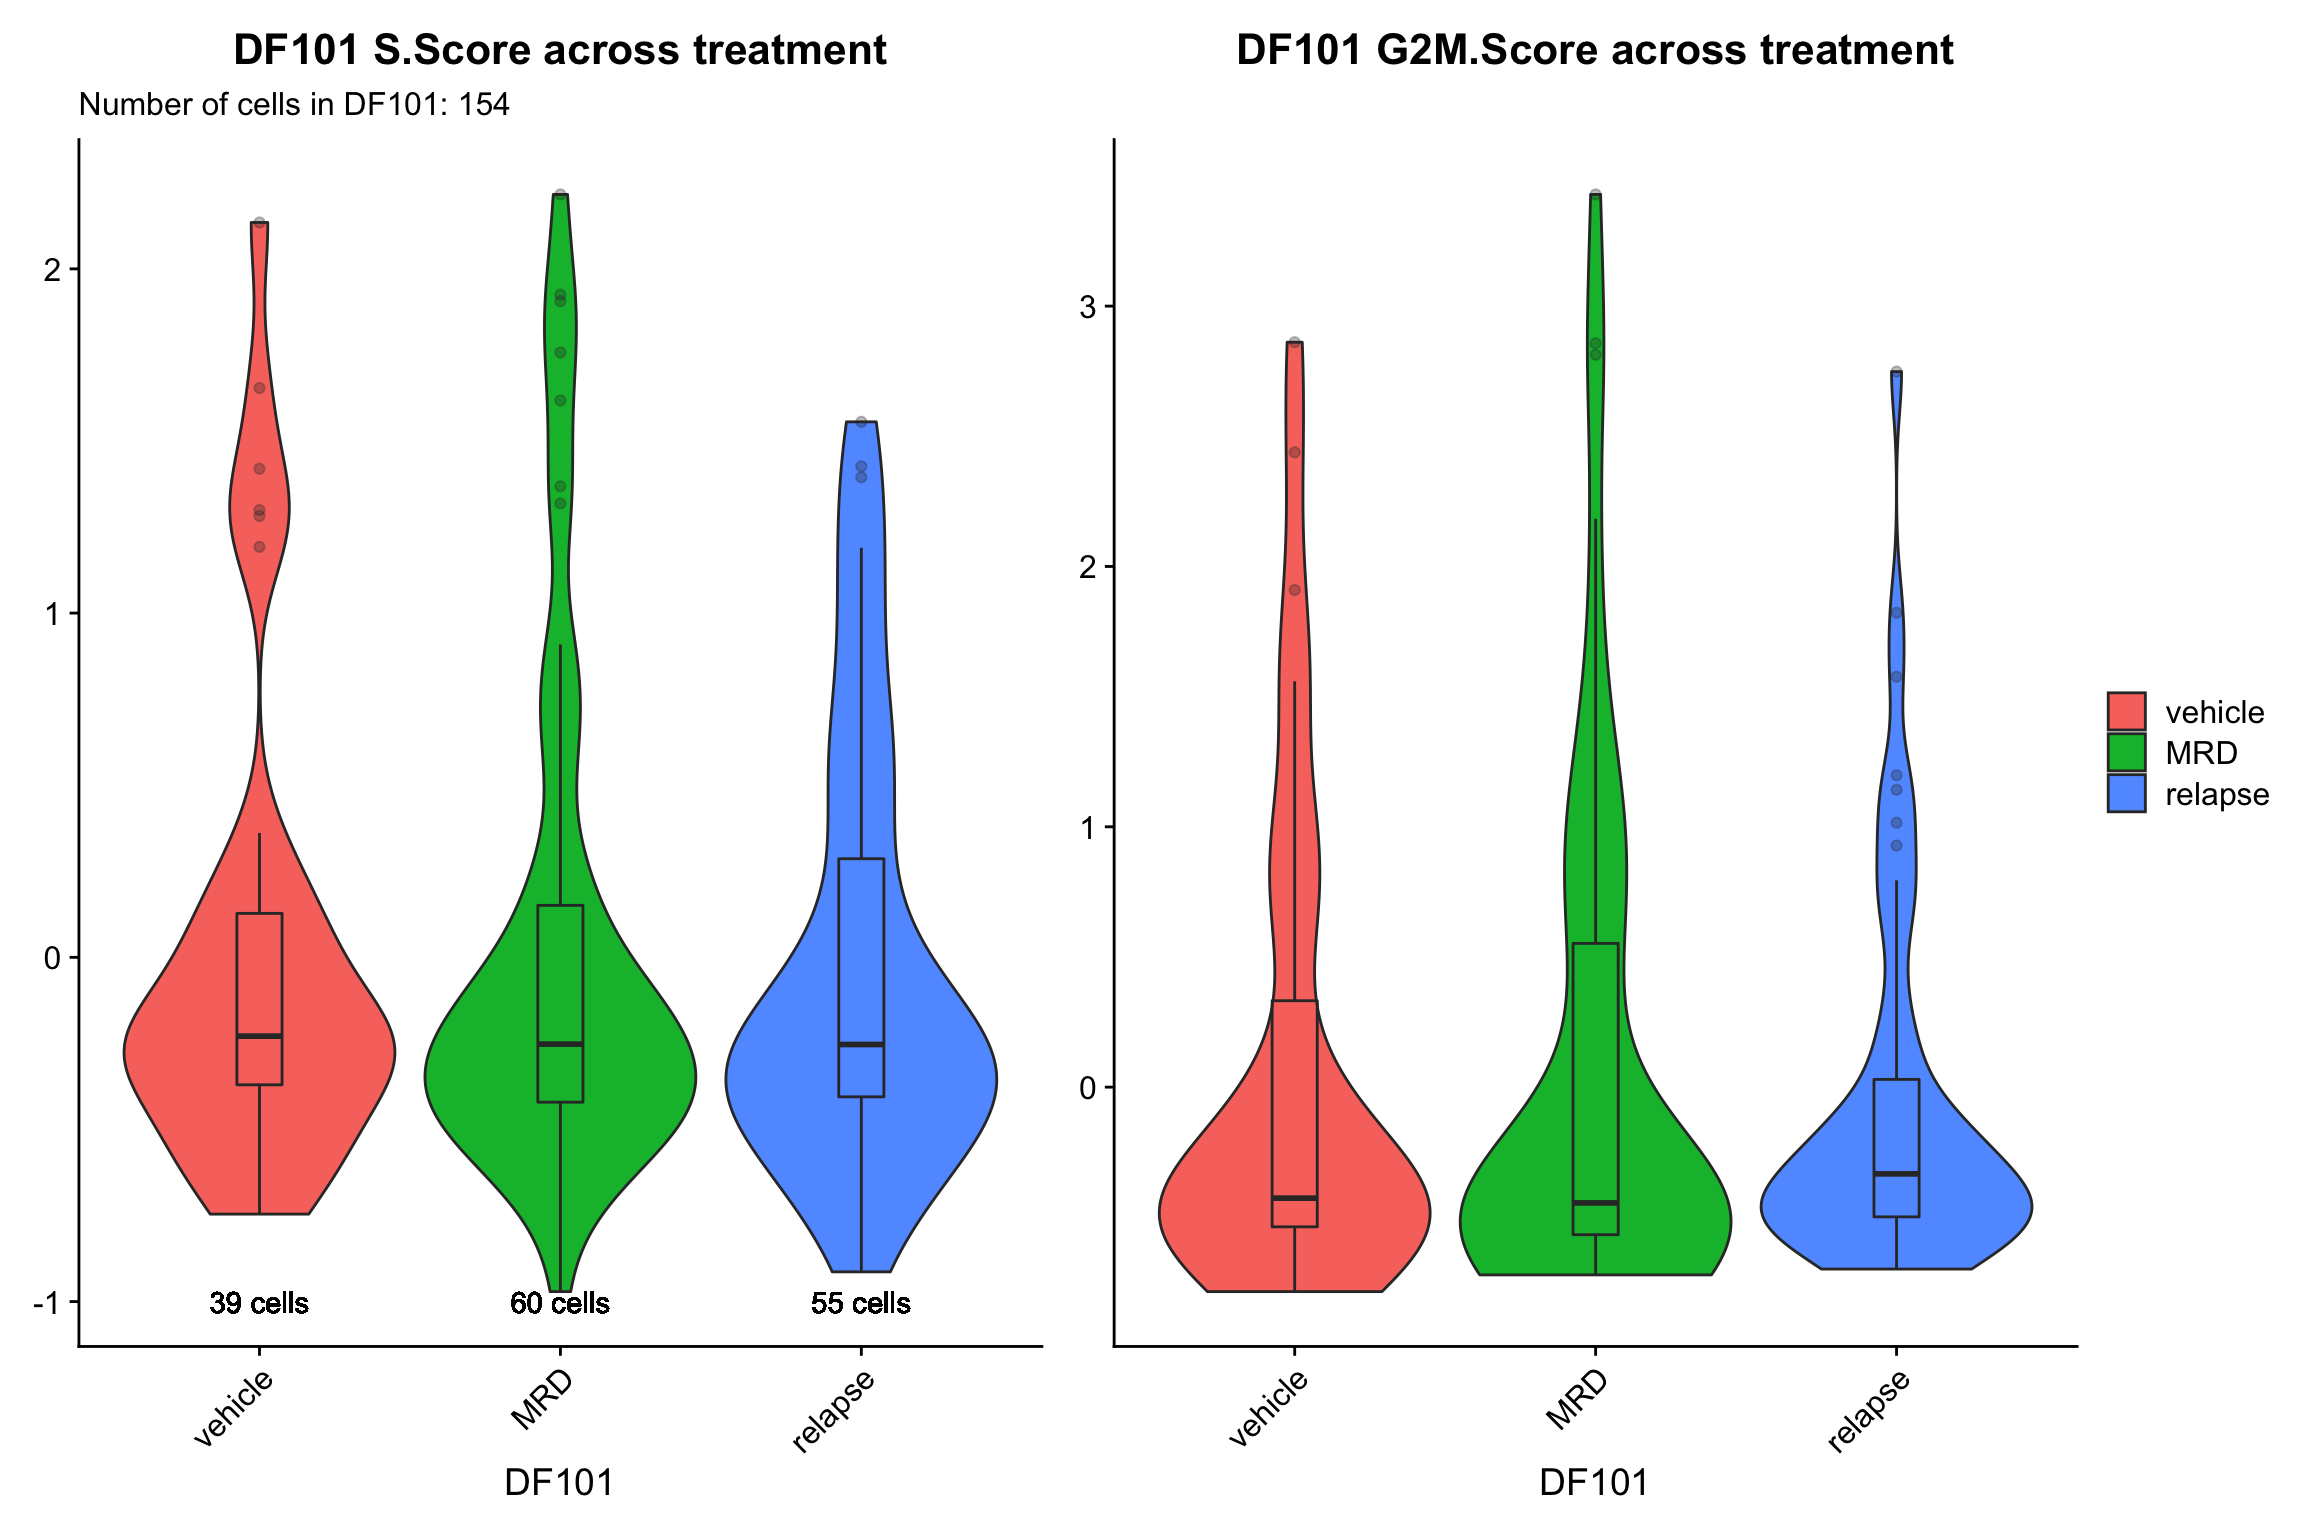 DF101 S.Score across treatment
Number of cells in DF101: 154
2
1
0
-1
39 cells
60 cells
55 cells
vehicle
MRD
relapse
DF101
DF101 G2M.Score across treatment
3
2
1
0
vehicle
MRD
relapse
DF101
vehicle
MRD
relapse